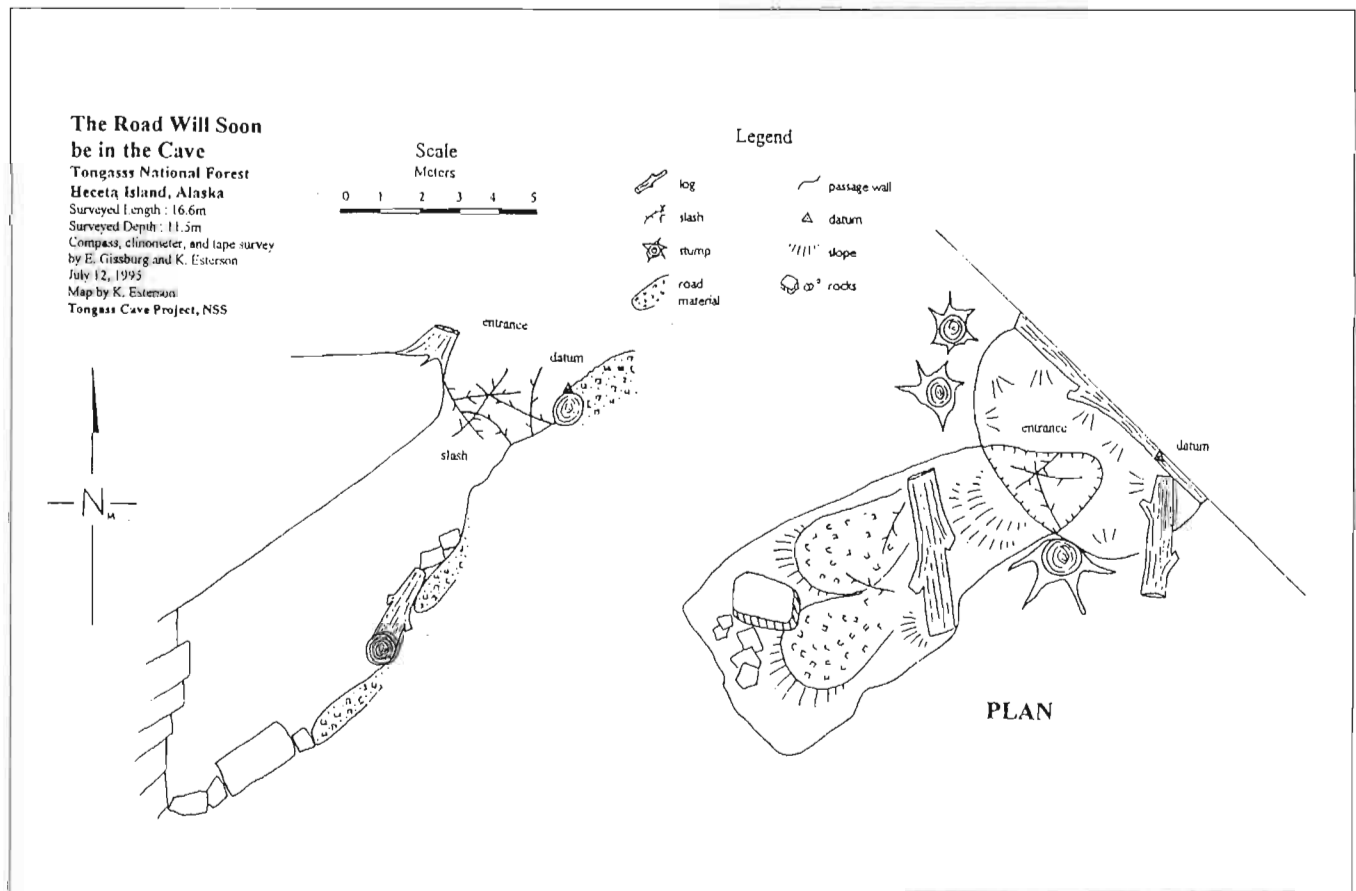 The Road Will Soon
be in the Cave
Tongasss National Forest
Heceta Island, Alaska
Surveyed Length : 16.6m
Surveyed Depth : 11.5m
Compass, clinometer, and tape survey
by E. Gissburg and K. Esterson
July 12, 1995
Map by K. Esterson
Tongass Cave Project, NSS
Scale
Meters
0 1 2 3 4 5
Legend
log
slash
stump
road
material
passage wall
datum
slope
rocks
entrance
datum
slash
N
entrance
datum
PLAN